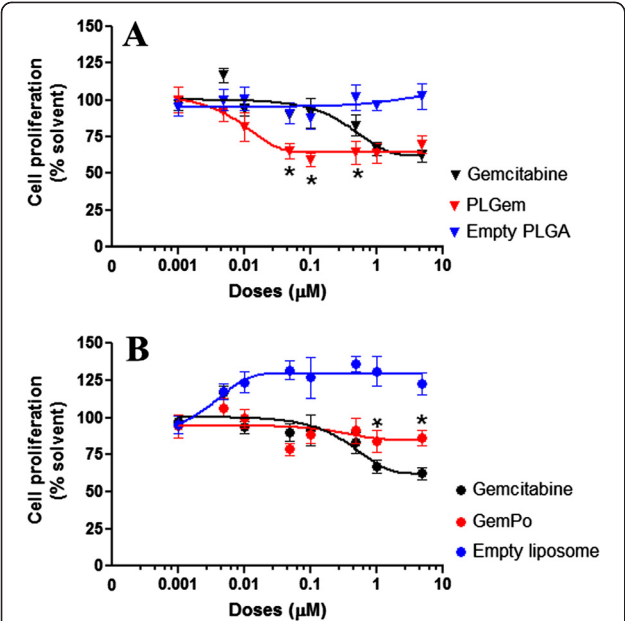 A
Cell proliferation
(% solvent)
150
125
100
75
50
25
0
* * *
Gemcitabine
PLGem
Empty PLGA
0 0.001 0.01 0.1 1 10
Doses (µM)
B
Cell proliferation
(% solvent)
150
125
100
75
50
25
0
* *
Gemcitabine
GemPo
Empty liposome
0 0.001 0.01 0.1 1 10
Doses (µM)